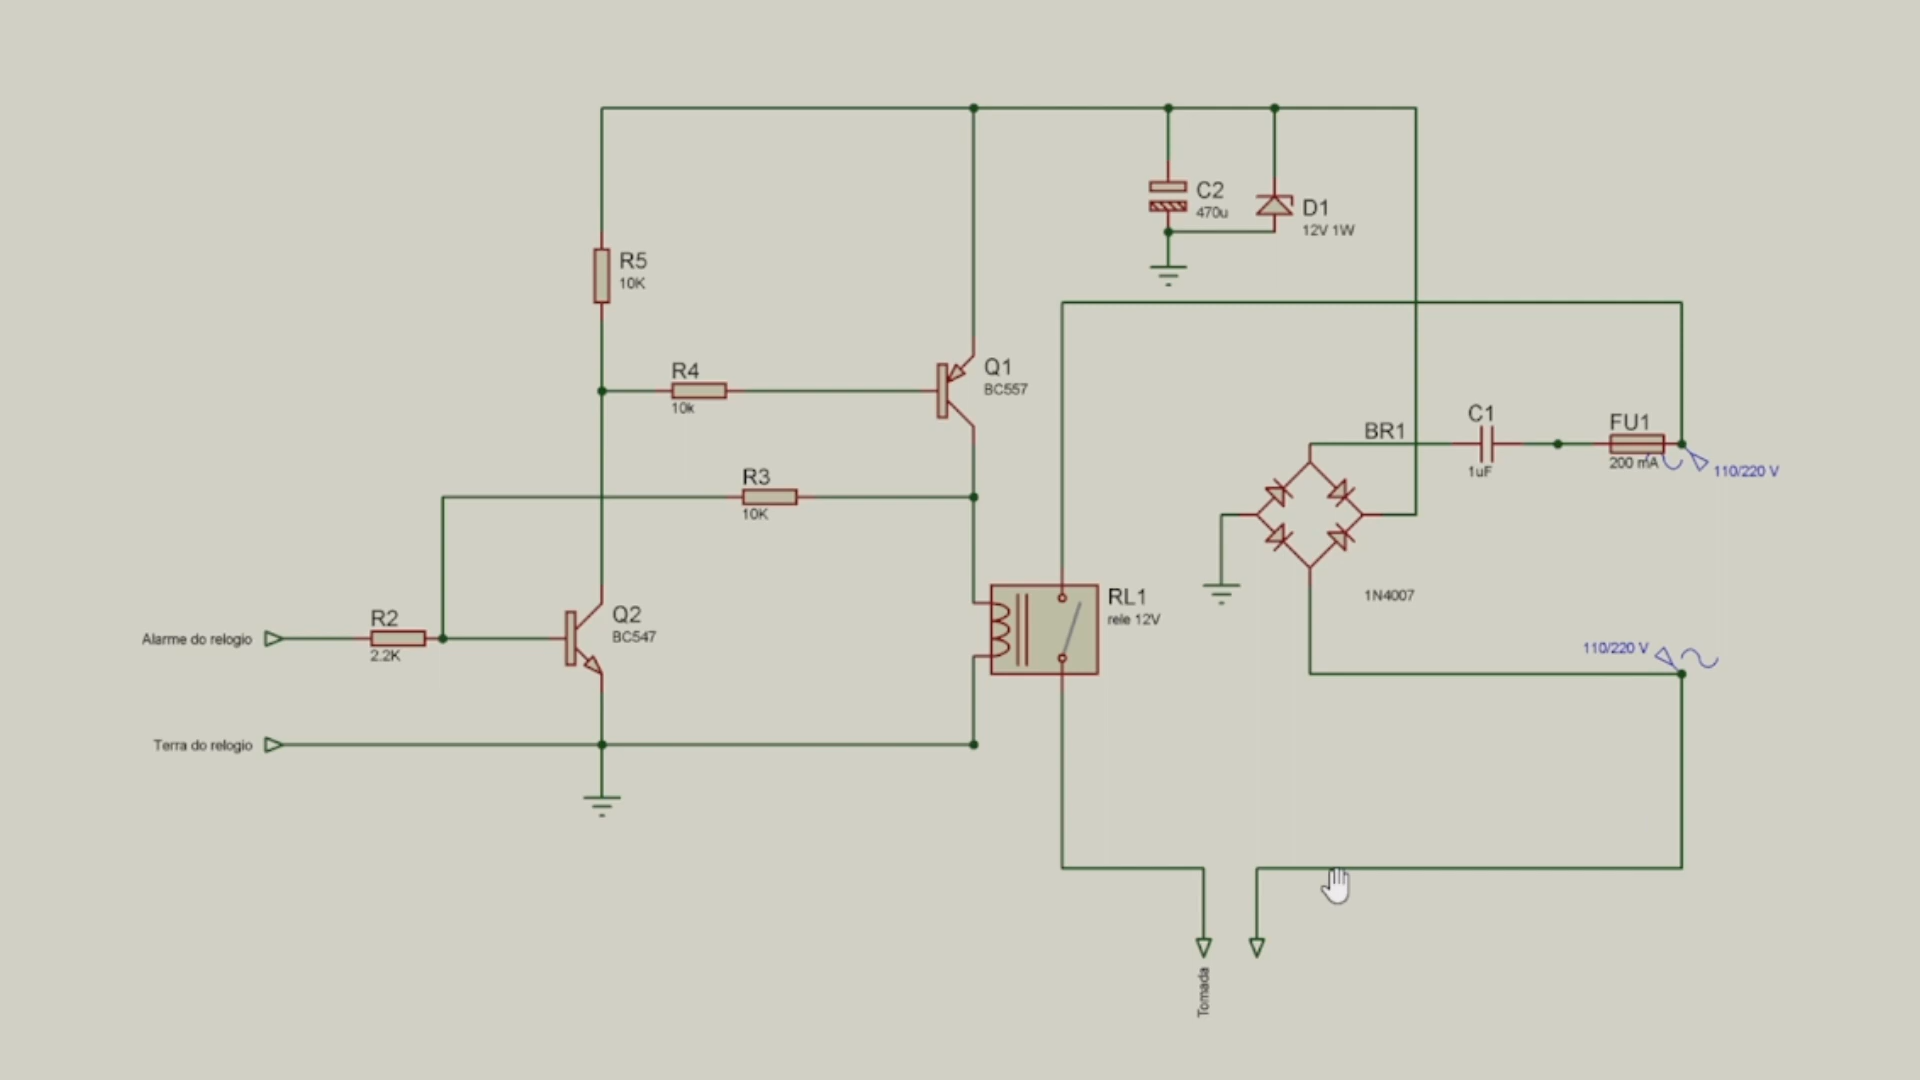 C2
470u
D1
12V 1W
R5
10K
R4
10k
Q1
BC557
R3
10K
BR1
C1
1uF
FU1
200 mA
110/220 V
1N4007
R2
2.2K
Q2
BC547
RL1
rele 12V
Alarme do relogio
110/220 V
Terra do relogio
Tomada